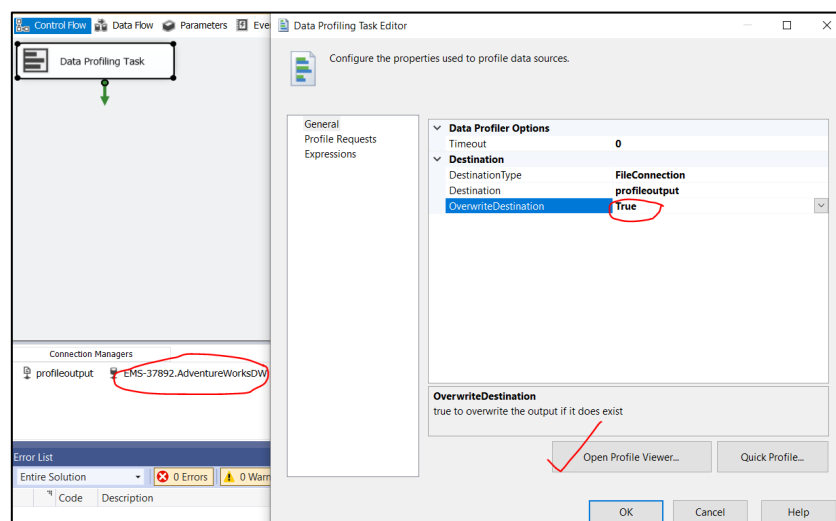 Control Flow Data Flow Parameters Eve
Data Profiling Task
Connection Managers
profileoutput EMS-37892.AdventureWorksDW
Error List
Entire Solution 0 Errors 0 Warn
Code Description
Data Profiling Task Editor
Configure the properties used to profile data sources.
General
Profile Requests
Expressions
Data Profiler Options
Timeout 0
Destination
DestinationType FileConnection
Destination profileoutput
OverwriteDestination True
OverwriteDestination
true to overwrite the output if it does exist
Open Profile Viewer... Quick Profile...
OK Cancel Help